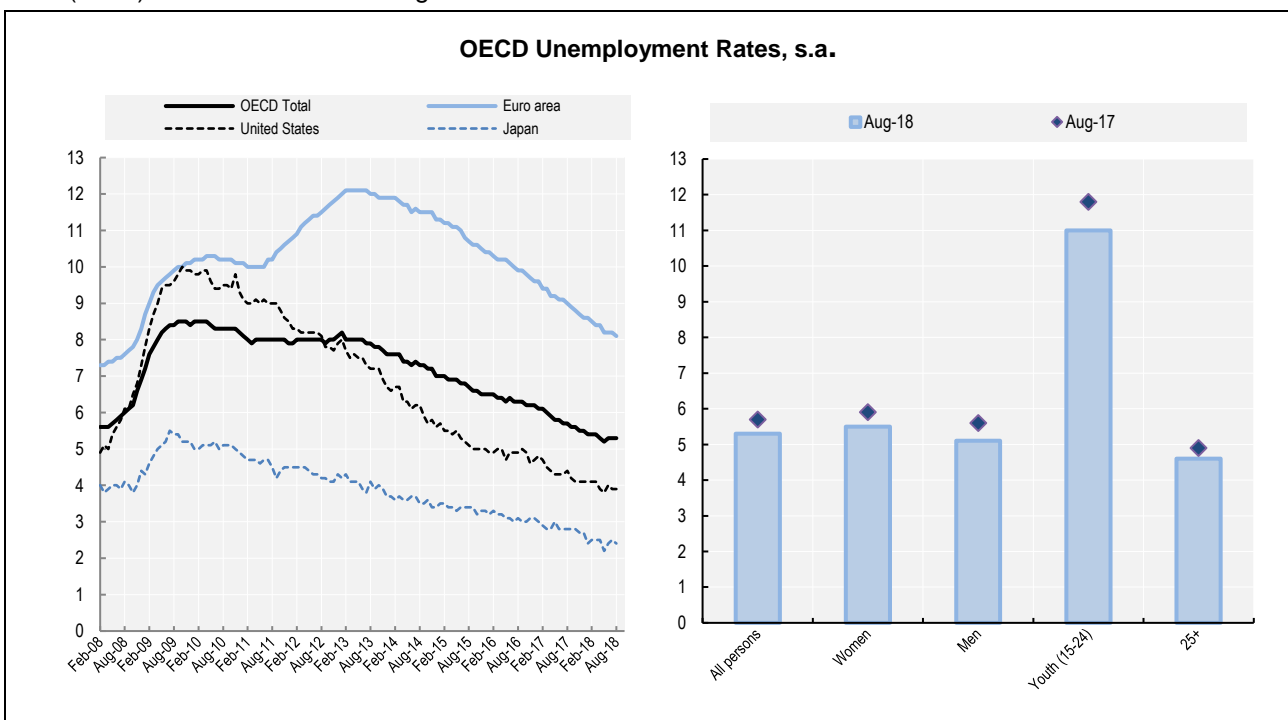 OECD Unemployment Rates, s.a.
OECD Total
Euro area
United States
Japan
13
12
11
10
9
8
7
6
5
4
3
2
1
0
Feb-08
Aug-08
Feb-09
Aug-09
Feb-10
Aug-10
Feb-11
Aug-11
Feb-12
Aug-12
Feb-13
Aug-13
Feb-14
Aug-14
Feb-15
Aug-15
Feb-16
Aug-16
Feb-17
Aug-17
Feb-18
Aug-18
Aug-18
Aug-17
13
12
11
10
9
8
7
6
5
4
3
2
1
0
All persons
Women
Men
Youth (15-24)
25+